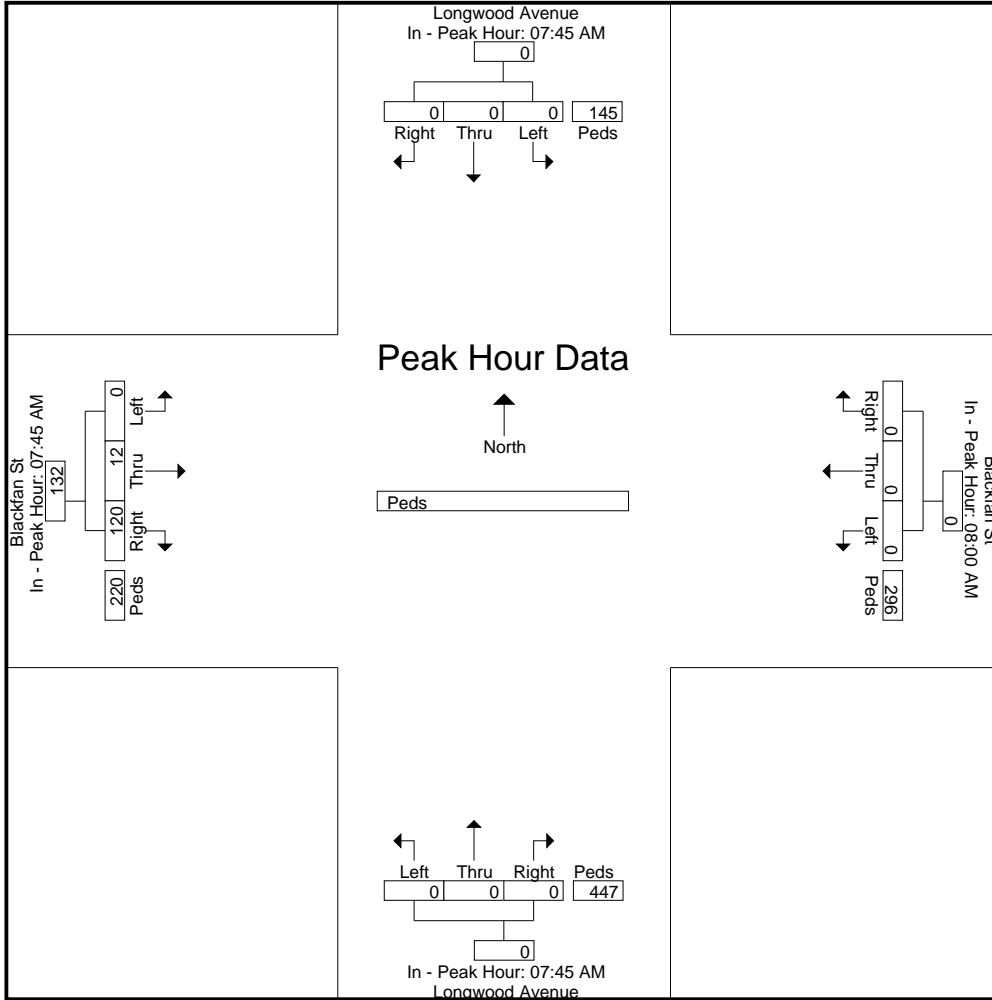 Longwood Avenue
In - Peak Hour: 07:45 AM
0
0 0 0 145
Right Thru Left Peds
Peak Hour Data
North
Peds
Blackfan St
In - Peak Hour: 07:45 AM
132
0 12 120 220
Left Thru Right Peds
Blackfan St
In - Peak Hour: 08:00 AM
0
0 0 0 296
Right Thru Left Peds
Left Thru Right Peds
0 0 0 447
0
In - Peak Hour: 07:45 AM
Longwood Avenue